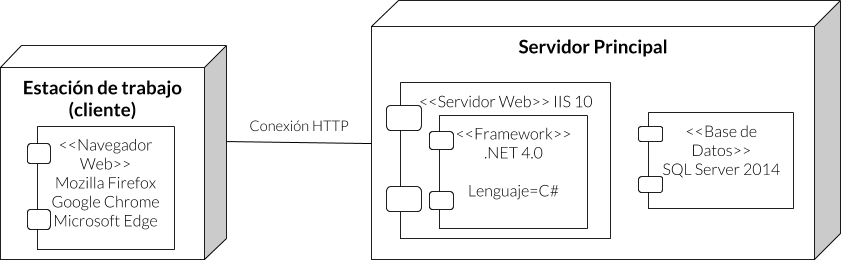 Estación de trabajo
(cliente)
<<Navegador
Web>>
Mozilla Firefox
Google Chrome
Microsoft Edge
Conexión HTTP
Servidor Principal
<<Servidor Web>> IIS 10
<<Framework>>
.NET 4.0
Lenguaje=C#
<<Base de
Datos>>
SQL Server 2014